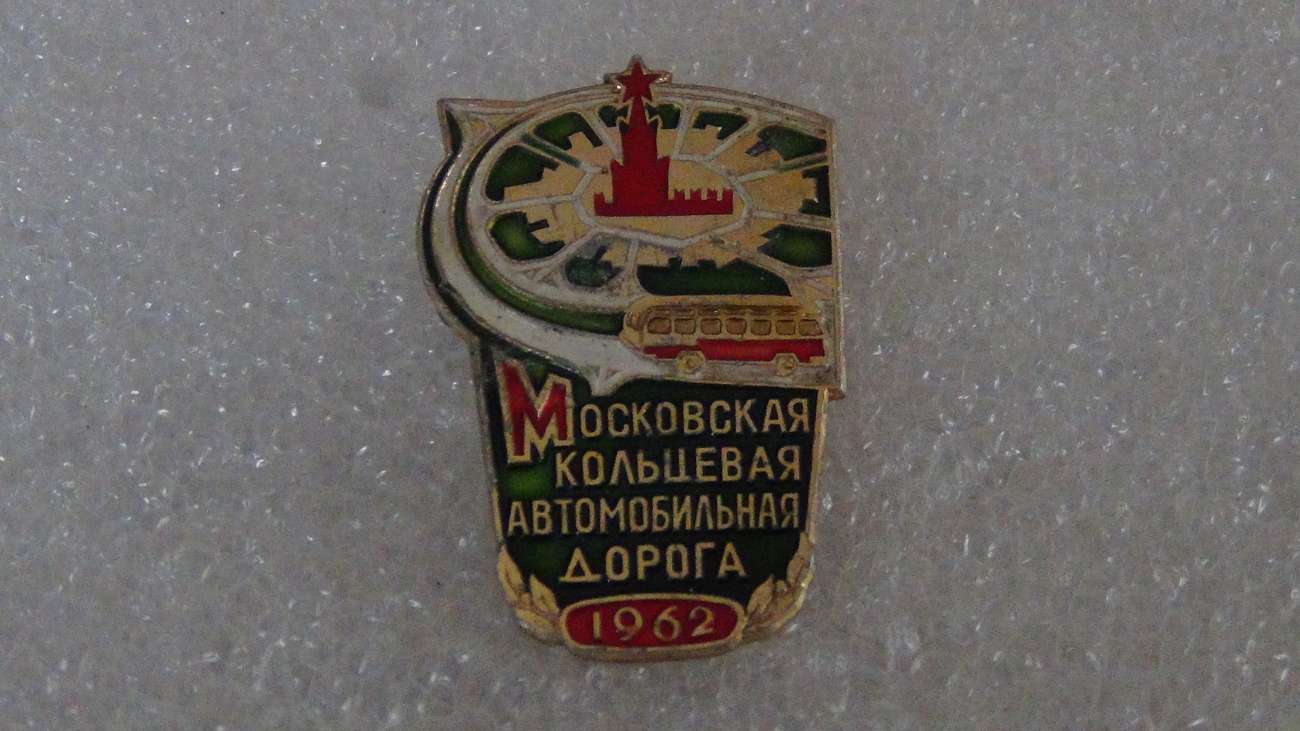 Московская
кольцевая
автомобильная
дорога
1962